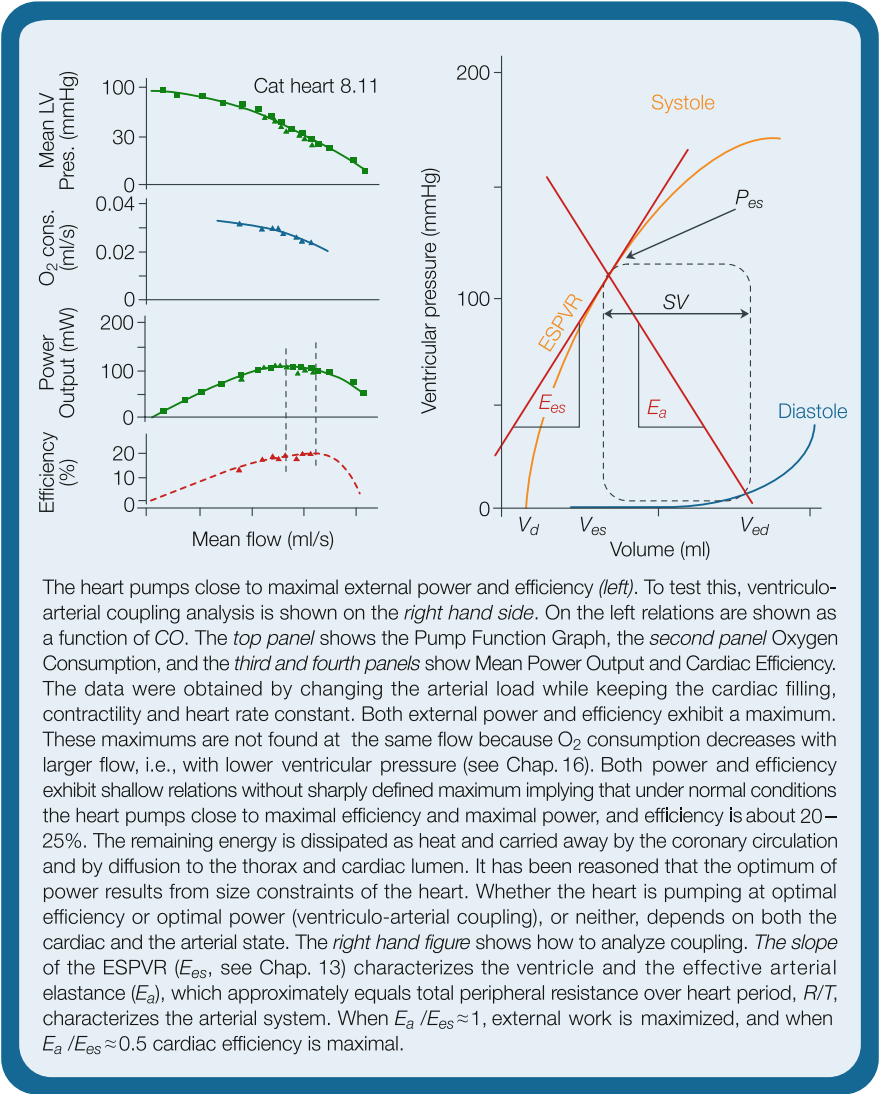 Cat heart 8.11
Mean LV
Pres. (mmHg)
100
30
0
O2 cons.
(ml/s)
0.04
0.02
0
Power
Output (mW)
200
100
0
Efficiency
(%)
20
10
0
Mean flow (ml/s)
Ventricular pressure (mmHg)
200
100
0
Systole
Pes
ESPVR
SV
Ees
Ea
Diastole
Vd
Ves
Ved
Volume (ml)
The heart pumps close to maximal external power and efficiency (left). To test this, ventriculo-
arterial coupling analysis is shown on the right hand side. On the left relations are shown as
a function of CO. The top panel shows the Pump Function Graph, the second panel Oxygen
Consumption, and the third and fourth panels show Mean Power Output and Cardiac Efficiency.
The data were obtained by changing the arterial load while keeping the cardiac filling,
contractility and heart rate constant. Both external power and efficiency exhibit a maximum.
These maximums are not found at the same flow because O2 consumption decreases with
larger flow, i.e., with lower ventricular pressure (see Chap. 16). Both power and efficiency
exhibit shallow relations without sharply defined maximum implying that under normal conditions
the heart pumps close to maximal efficiency and maximal power, and efficiency is about 20–
25%. The remaining energy is dissipated as heat and carried away by the coronary circulation
and by diffusion to the thorax and cardiac lumen. It has been reasoned that the optimum of
power results from size constraints of the heart. Whether the heart is pumping at optimal
efficiency or optimal power (ventriculo-arterial coupling), or neither, depends on both the
cardiac and the arterial state. The right hand figure shows how to analyze coupling. The slope
of the ESPVR (Ees, see Chap. 13) characterizes the ventricle and the effective arterial
elastance (Ea), which approximately equals total peripheral resistance over heart period, R/T,
characterizes the arterial system. When Ea /Ees≈1, external work is maximized, and when
Ea /Ees≈0.5 cardiac efficiency is maximal.